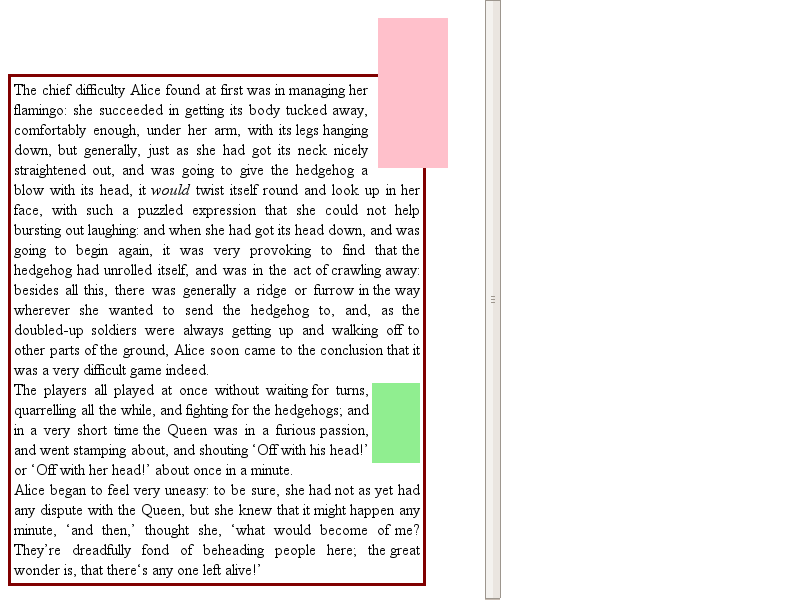 The chief difficulty Alice found at first was in managing her
flamingo: she succeeded in getting its body tucked away,
comfortably enough, under her arm, with its legs hanging
down, but generally, just as she had got its neck nicely
straightened out, and was going to give the hedgehog a
blow with its head, it would twist itself round and look up in her
face, with such a puzzled expression that she could not help
bursting out laughing: and when she had got its head down, and was
going to begin again, it was very provoking to find that the
hedgehog had unrolled itself, and was in the act of crawling away:
besides all this, there was generally a ridge or furrow in the way
wherever she wanted to send the hedgehog to, and, as the
doubled-up soldiers were always getting up and walking off to
other parts of the ground, Alice soon came to the conclusion that it
was a very difficult game indeed.
The players all played at once without waiting for turns,
quarrelling all the while, and fighting for the hedgehogs; and
in a very short time the Queen was in a furious passion,
and went stamping about, and shouting ‘Off with his head!’
or ‘Off with her head!’ about once in a minute.
Alice began to feel very uneasy: to be sure, she had not as yet had
any dispute with the Queen, but she knew that it might happen any
minute, ‘and then,’ thought she, ‘what would become of me?
They’re dreadfully fond of beheading people here; the great
wonder is, that there‘s any one left alive!’